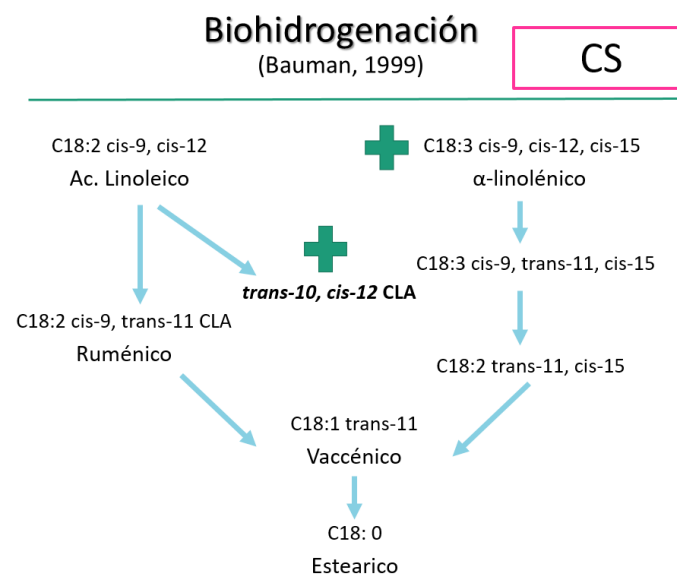 Biohidrogenación
(Bauman, 1999)
CS
C18:2 cis-9, cis-12
Ac. Linoleico
C18:3 cis-9, cis-12, cis-15
α-linolénico
C18:3 cis-9, trans-11, cis-15
trans-10, cis-12 CLA
C18:2 cis-9, trans-11 CLA
Ruménico
C18:2 trans-11, cis-15
C18:1 trans-11
Vaccénico
C18: 0
Estearico